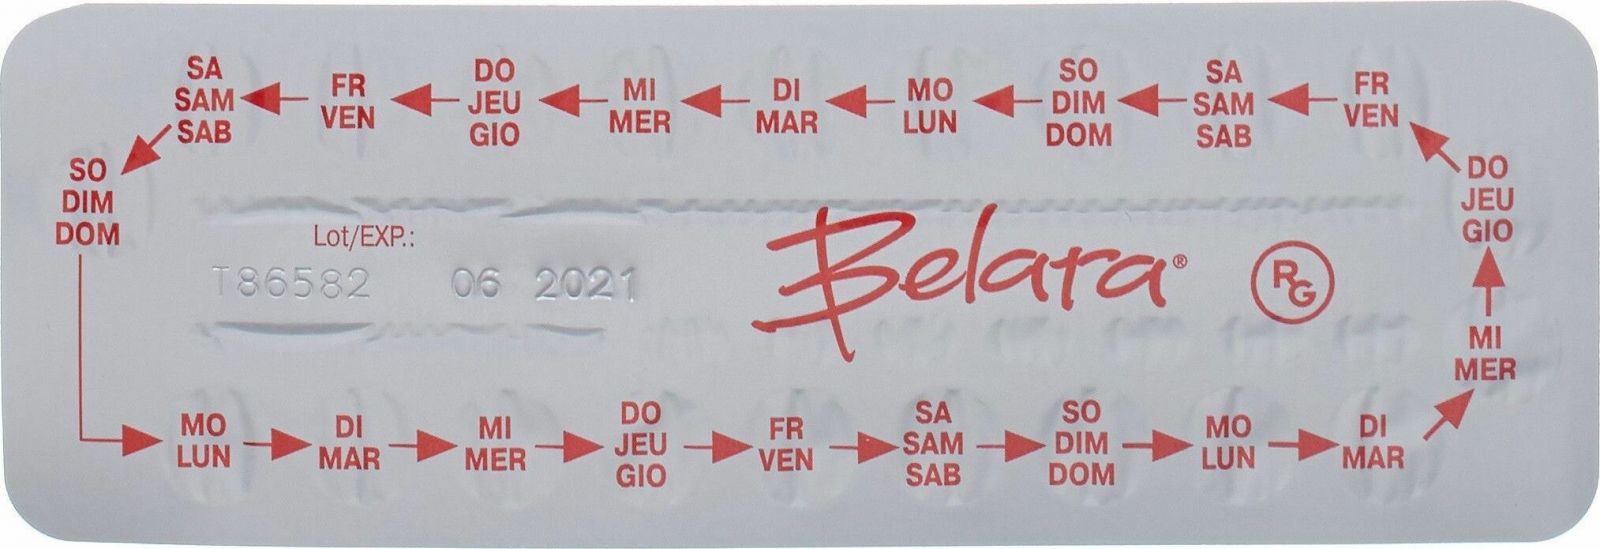 SA
SAM
SAB
FR
VEN
DO
JEU
GIO
MI
MER
DI
MAR
MO
LUN
SO
DIM
DOM
SA
SAM
SAB
FR
VEN
SO
DIM
DOM
DO
JEU
GIO
Lot/EXP.:
T86582 06 2021
Belara®
RG
MI
MER
MO
LUN
DI
MAR
MI
MER
DO
JEU
GIO
FR
VEN
SA
SAM
SAB
SO
DIM
DOM
MO
LUN
DI
MAR